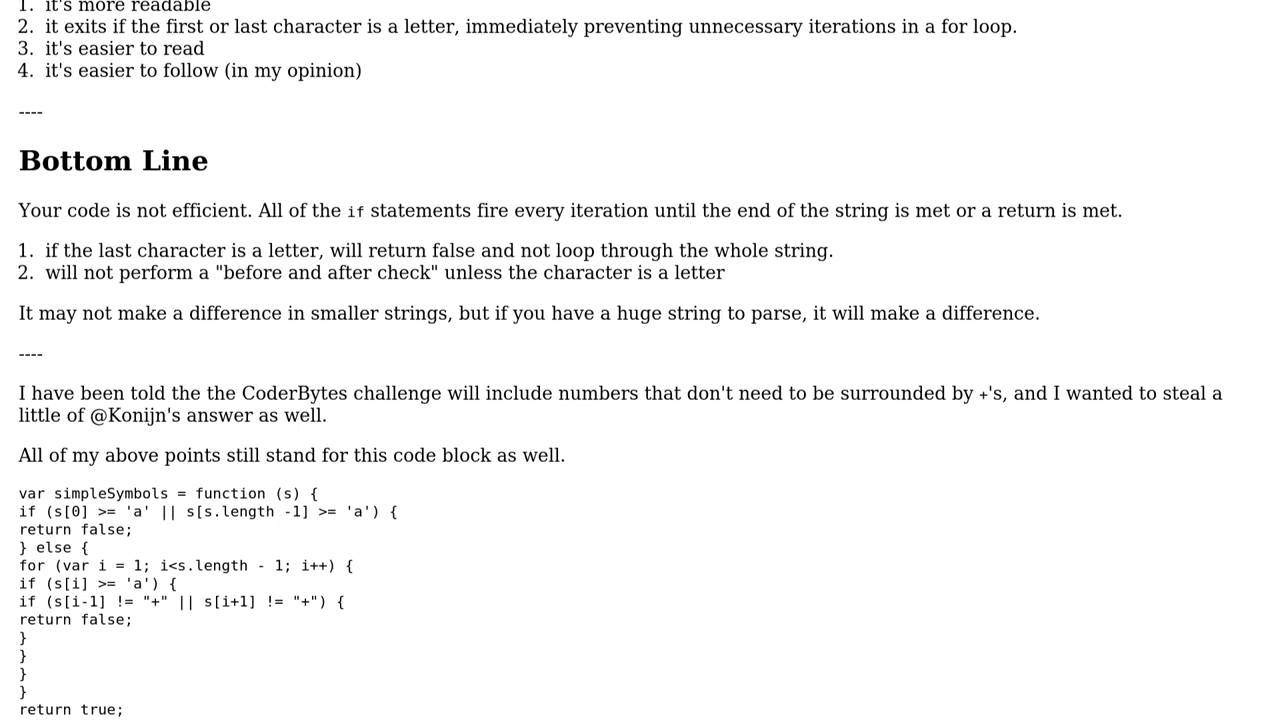 1. it's more readable
2. it exits if the first or last character is a letter, immediately preventing unnecessary iterations in a for loop.
3. it's easier to read
4. it's easier to follow (in my opinion)
----
Bottom Line
Your code is not efficient. All of the if statements fire every iteration until the end of the string is met or a return is met.
1. if the last character is a letter, will return false and not loop through the whole string.
2. will not perform a "before and after check" unless the character is a letter
It may not make a difference in smaller strings, but if you have a huge string to parse, it will make a difference.
----
I have been told the the CoderBytes challenge will include numbers that don't need to be surrounded by +'s, and I wanted to steal a
little of @Konijn's answer as well.
All of my above points still stand for this code block as well.
var simpleSymbols = function (s) {
if (s[0] >= 'a' || s[s.length -1] >= 'a') {
return false;
} else {
for (var i = 1; i<s.length - 1; i++) {
if (s[i] >= 'a') {
if (s[i-1] != "+" || s[i+1] != "+") {
return false;
}
}
}
}
return true;